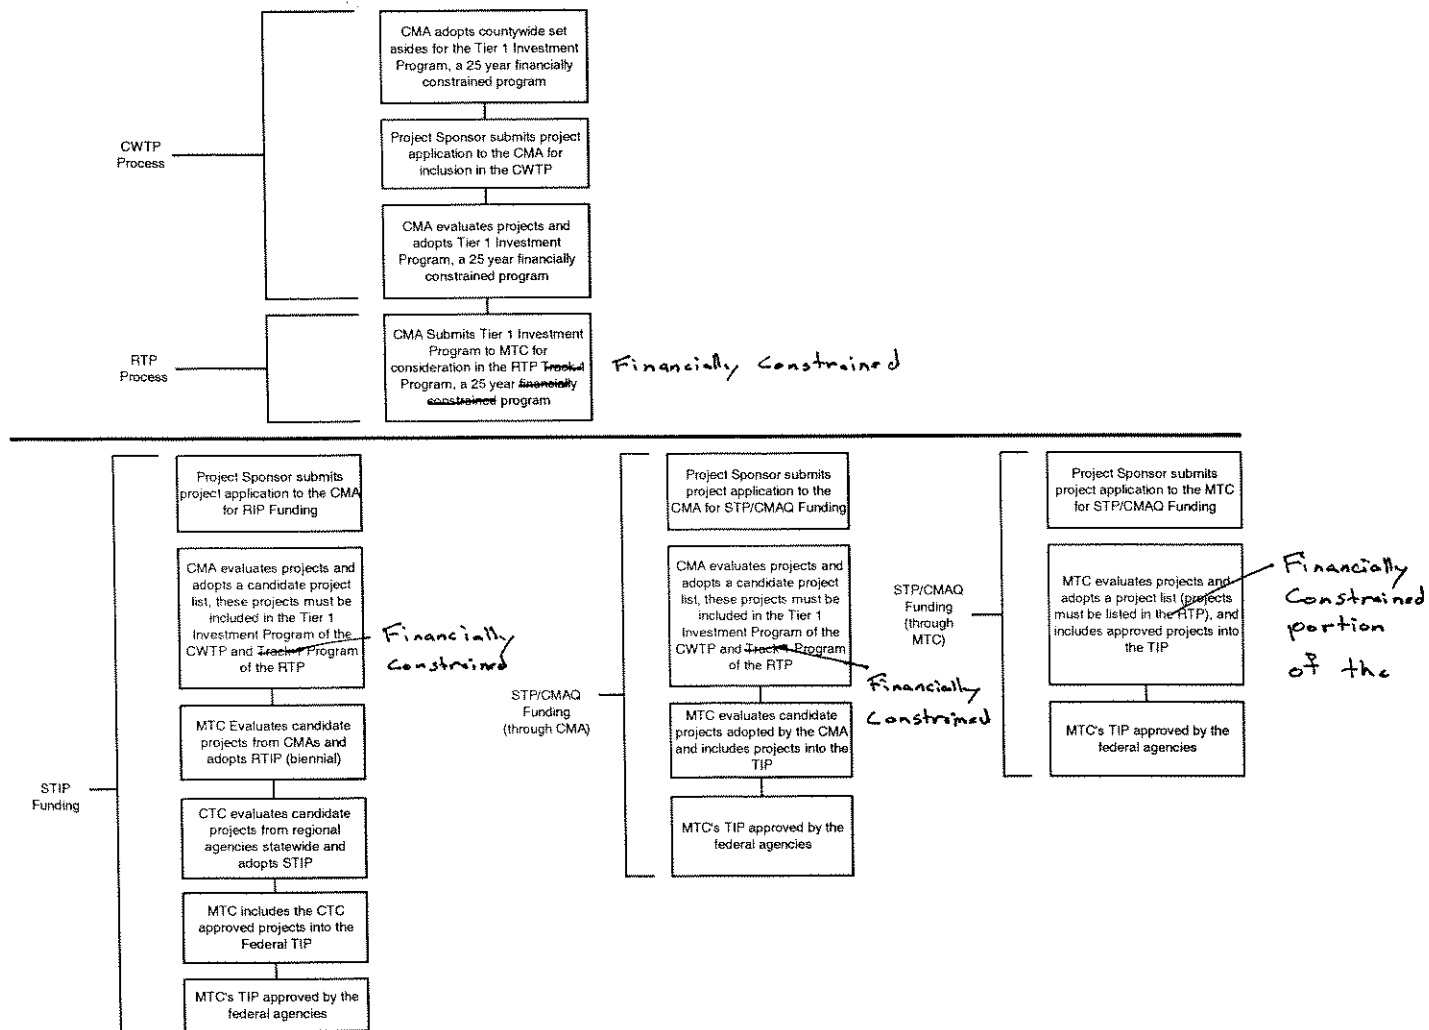 CMA adopts countywide set
asides for the Tier 1 Investment
Program, a 25 year financially
constrained program
CWTP
Process
Project Sponsor submits project
application to the CMA for
inclusion in the CWTP
CMA evaluates projects and
adopts Tier 1 Investment
Program, a 25 year financially
constrained program
RTP
Process
CMA Submits Tier 1 Investment
Program to MTC for
consideration in the RTP Track 1
Program, a 25 year financially
constrained program
Financially Constrained
STIP
Funding
Project Sponsor submits
project application to the CMA
for RIP Funding
CMA evaluates projects and
adopts a candidate project
list, these projects must be
included in the Tier 1
Investment Program of the
CWTP and Track 1 Program
of the RTP
Financially
Constrained
MTC Evaluates candidate
projects from CMAs and
adopts RTIP (biennial)
CTC evaluates candidate
projects from regional
agencies statewide and
adopts STIP
MTC includes the CTC
approved projects into the
Federal TIP
MTC's TIP approved by the
federal agencies
STP/CMAQ
Funding
(through CMA)
Project Sponsor submits
project application to the
CMA for STP/CMAQ Funding
CMA evaluates projects and
adopts a candidate project
list, these projects must be
included in the Tier 1
Investment Program of the
CWTP and Track 1 Program
of the RTP
Financially
Constrained
MTC evaluates candidate
projects adopted by the CMA
and includes projects into the
TIP
MTC's TIP approved by the
federal agencies
STP/CMAQ
Funding
(through
MTC)
Project Sponsor submits
project application to the MTC
for STP/CMAQ Funding
MTC evaluates projects and
adopts a project list (projects
must be listed in the RTP), and
includes approved projects into
the TIP
Financially
Constrained
portion
of the
MTC's TIP approved by the
federal agencies